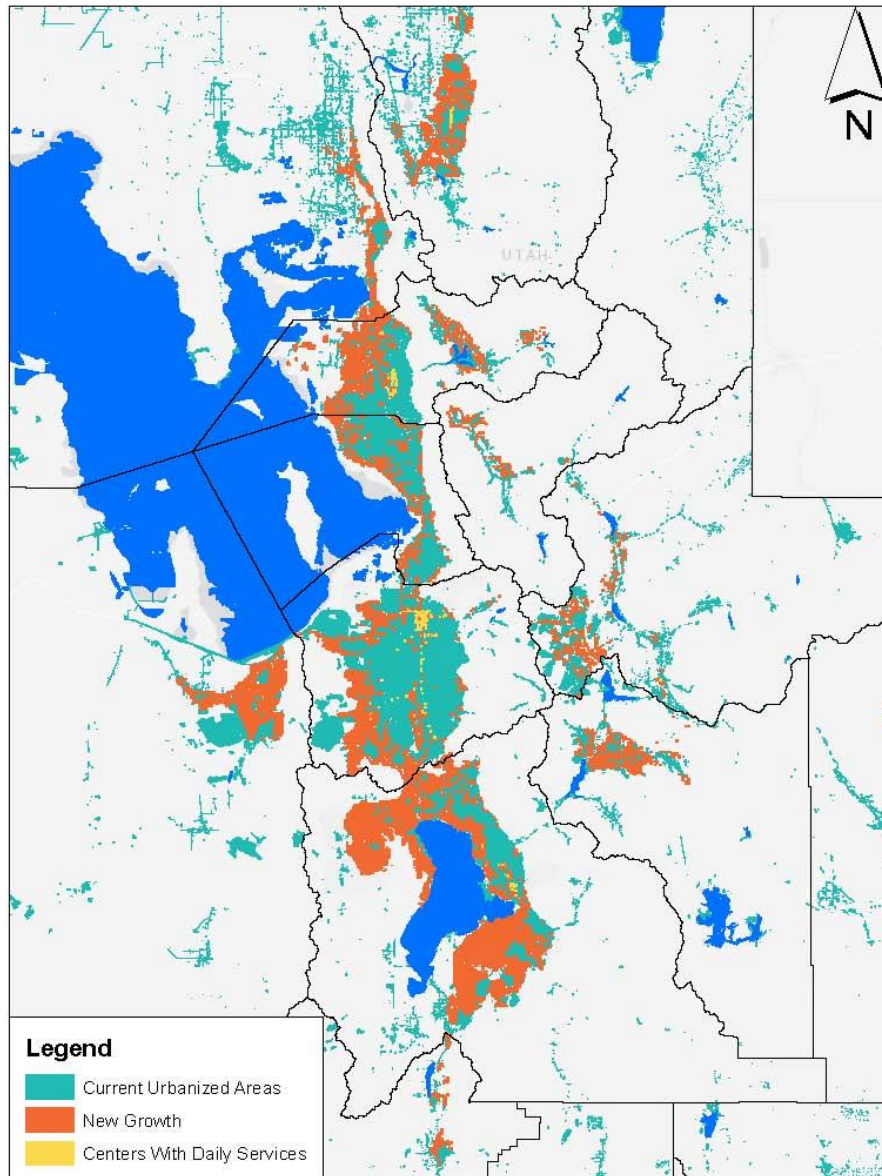 N
UTAH
Legend
Current Urbanized Areas
New Growth
Centers With Daily Services